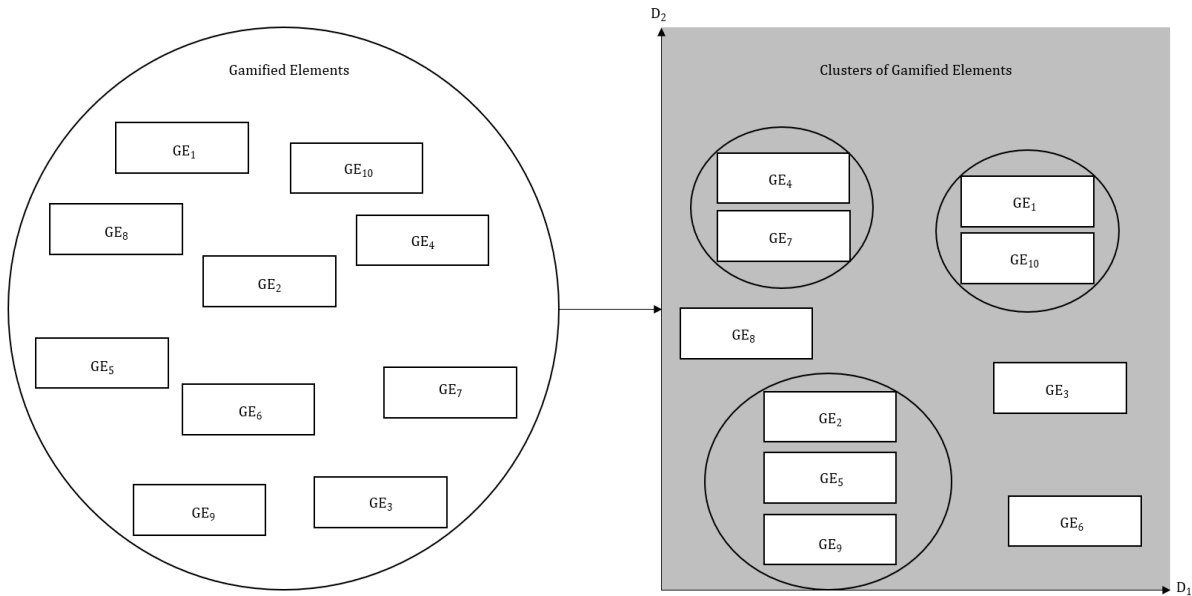 Gamified Elements
GE₁
GE₁₀
GE₈
GE₄
GE₂
GE₅
GE₇
GE₆
GE₃
GE₉
D₂
Clusters of Gamified Elements
GE₄
GE₇
GE₁
GE₁₀
GE₈
GE₃
GE₂
GE₅
GE₉
GE₆
D₁